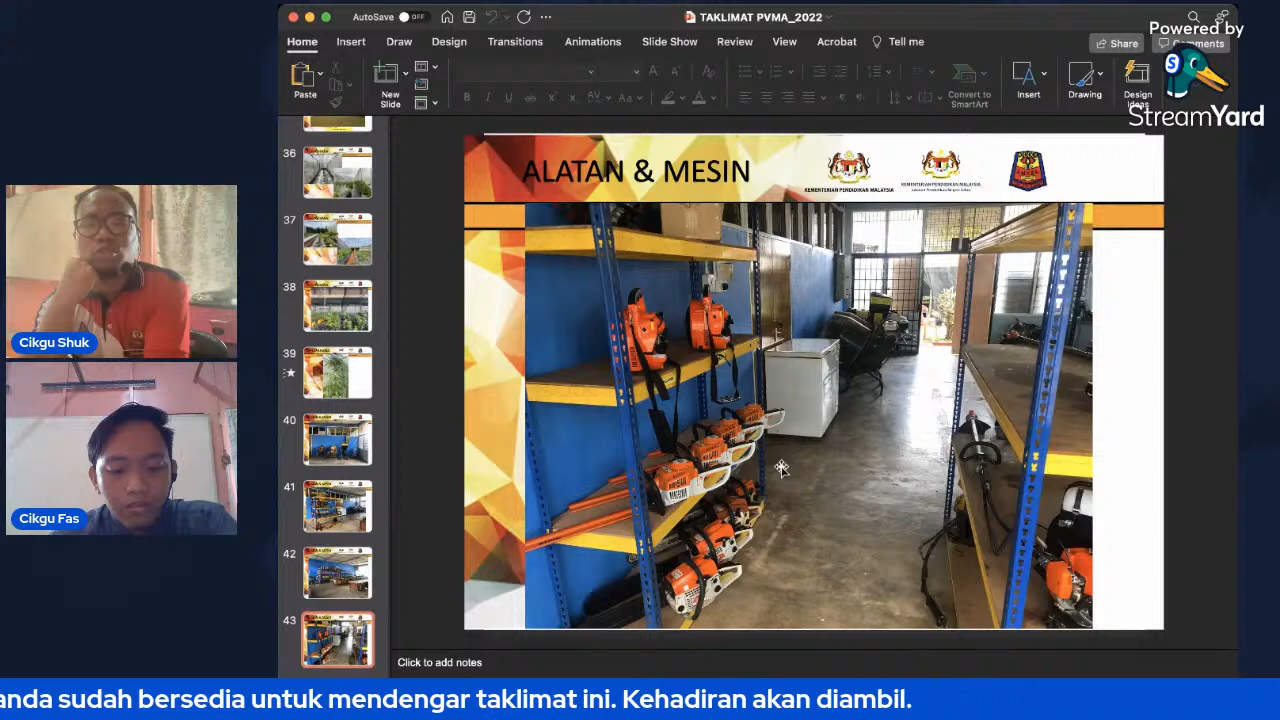 AutoSave OFF
TAKLIMAT PVMA_2022
Home Insert Draw Design Transitions Animations Slide Show Review View Acrobat Tell me
Share Comments
Paste
New Slide
Convert to SmartArt
Insert
Drawing
Design Ideas
Powered by
StreamYard
36
37
38
39
40
41
42
43
ALATAN & MESIN
KEMENTERIAN PENDIDIKAN MALAYSIA
KEMENTERIAN PENDIDIKAN MALAYSIA
Cikgu Shuk
Cikgu Fas
Click to add notes
anda sudah bersedia untuk mendengar taklimat ini. Kehadiran akan diambil.